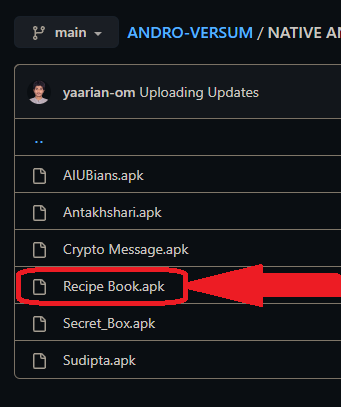 main
ANDRO-VERSUM / NATIVE
yaarian-om Uploading Updates
..
AIUBians.apk
Antakhshari.apk
Crypto Message.apk
Recipe Book.apk
Secret_Box.apk
Sudipta.apk